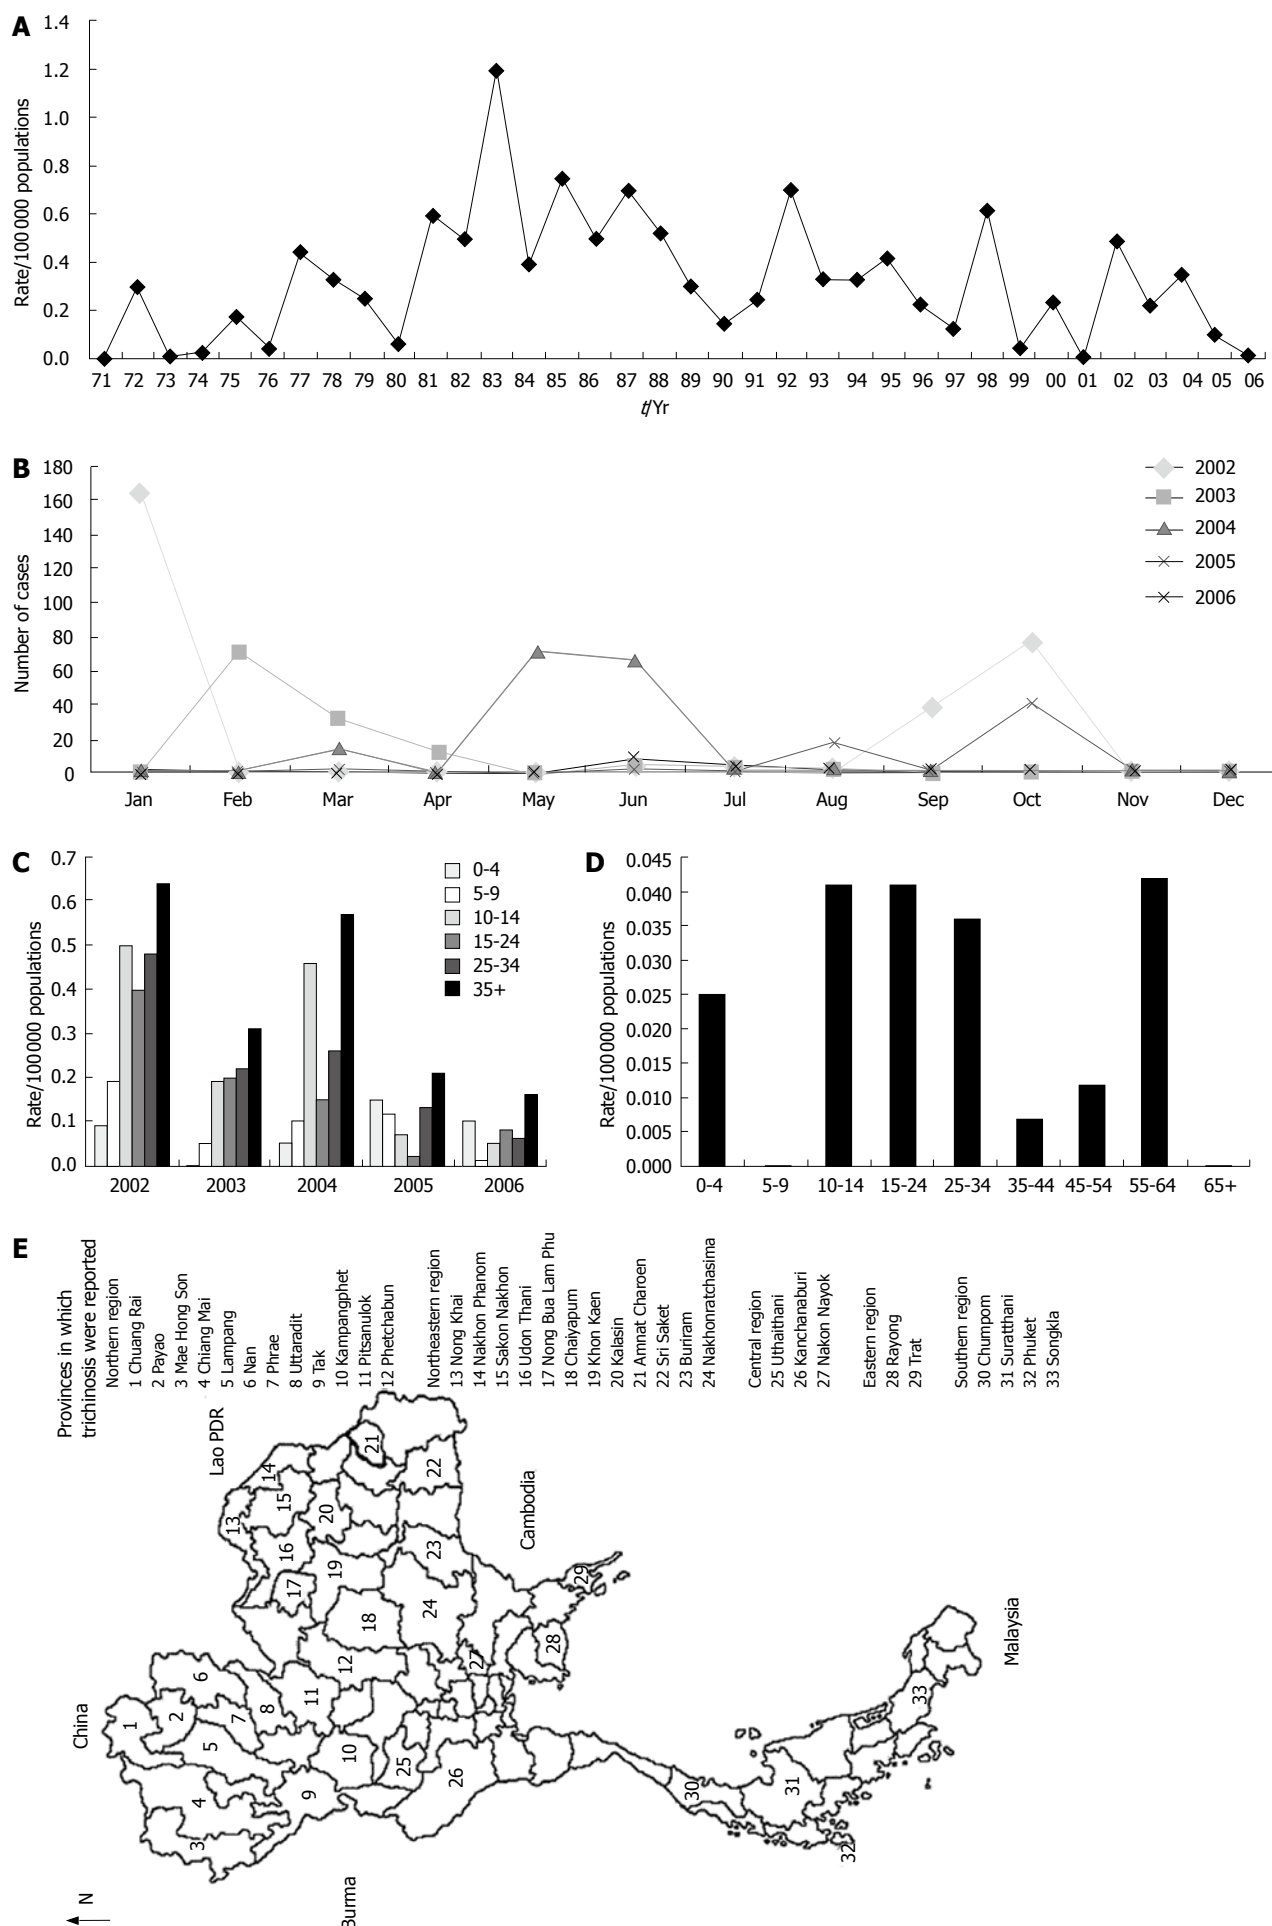 A
Rate/100 000 populations
1.4
1.2
1.0
0.8
0.6
0.4
0.2
0.0
71 72 73 74 75 76 77 78 79 80 81 82 83 84 85 86 87 88 89 90 91 92 93 94 95 96 97 98 99 00 01 02 03 04 05 06
t/Yr
B
Number of cases
180
160
140
120
100
80
60
40
20
0
Jan Feb Mar Apr May Jun Jul Aug Sep Oct Nov Dec
2002
2003
2004
2005
2006
C
Rate/100 000 populations
0.7
0.6
0.5
0.4
0.3
0.2
0.1
0.0
2002 2003 2004 2005 2006
0-4
5-9
10-14
15-24
25-34
35+
D
Rate/100 000 populations
0.045
0.040
0.035
0.030
0.025
0.020
0.015
0.010
0.005
0.000
0-4 5-9 10-14 15-24 25-34 35-44 45-54 55-64 65+
E
Provinces in which
trichinosis were reported
Northern region
1 Chuang Rai
2 Payao
3 Mae Hong Son
4 Chiang Mai
5 Lampang
6 Nan
7 Phrae
8 Uttaradit
9 Tak
10 Kampangphet
11 Pitsanulok
12 Phetchabun
Northeastern region
13 Nong Khai
14 Nakhon Phanom
15 Sakon Nakhon
16 Udon Thani
17 Nong Bua Lam Phu
18 Chaiyapum
19 Khon Kaen
20 Kalasin
21 Amnat Charoen
22 Sri Saket
23 Buriram
24 Nakhonratchasima
Central region
25 Uthaithani
26 Kanchanaburi
27 Nakon Nayok
Eastern region
28 Rayong
29 Trat
Southern region
30 Chumpom
31 Suratthani
32 Phuket
33 Songkla
China
Lao PDR
Cambodia
Malaysia
Burma
N
1
2
3
4
5
6
7
8
9
10
11
12
13
14
15
16
17
18
19
20
21
22
23
24
25
26
27
28
29
30
31
32
33